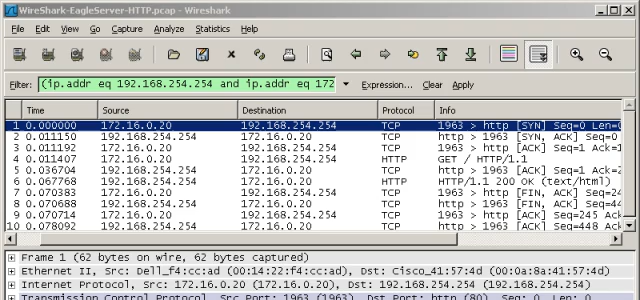 WireShark-EagleServer-HTTP.pcap - Wireshark
File Edit View Go Capture Analyze Statistics Help
Filter: (ip.addr eq 192.168.254.254 and ip.addr eq 172 Expression... Clear Apply
Time Source Destination Protocol Info
1 0.000000 172.16.0.20 192.168.254.254 TCP 1963 > http [SYN] Seq=0 Len=
2 0.011150 192.168.254.254 172.16.0.20 TCP http > 1963 [SYN, ACK] Seq=0
3 0.011192 172.16.0.20 192.168.254.254 TCP 1963 > http [ACK] Seq=1 Ack=1
4 0.011407 172.16.0.20 192.168.254.254 HTTP GET / HTTP/1.1
5 0.036704 192.168.254.254 172.16.0.20 TCP http > 1963 [ACK] Seq=1 Ack=2
6 0.067768 192.168.254.254 172.16.0.20 HTTP HTTP/1.1 200 OK (text/html)
7 0.070383 172.16.0.20 192.168.254.254 TCP 1963 > http [FIN, ACK] Seq=24
8 0.070688 192.168.254.254 172.16.0.20 TCP http > 1963 [FIN, ACK] Seq=44
9 0.070714 172.16.0.20 192.168.254.254 TCP 1963 > http [ACK] Seq=245 Ack
10 0.078092 192.168.254.254 172.16.0.20 TCP http > 1963 [ACK] Seq=448 Ack
Frame 1 (62 bytes on wire, 62 bytes captured)
Ethernet II, Src: Dell_f4:cc:ad (00:14:22:f4:cc:ad), Dst: Cisco_41:57:4d (00:0a:8a:41:57:4d)
Internet Protocol, Src: 172.16.0.20 (172.16.0.20), Dst: 192.168.254.254 (192.168.254.254)
Transmission Control Protocol, Src Port: 1963 (1963), Dst Port: http (80), Seq: 0, Len: 0